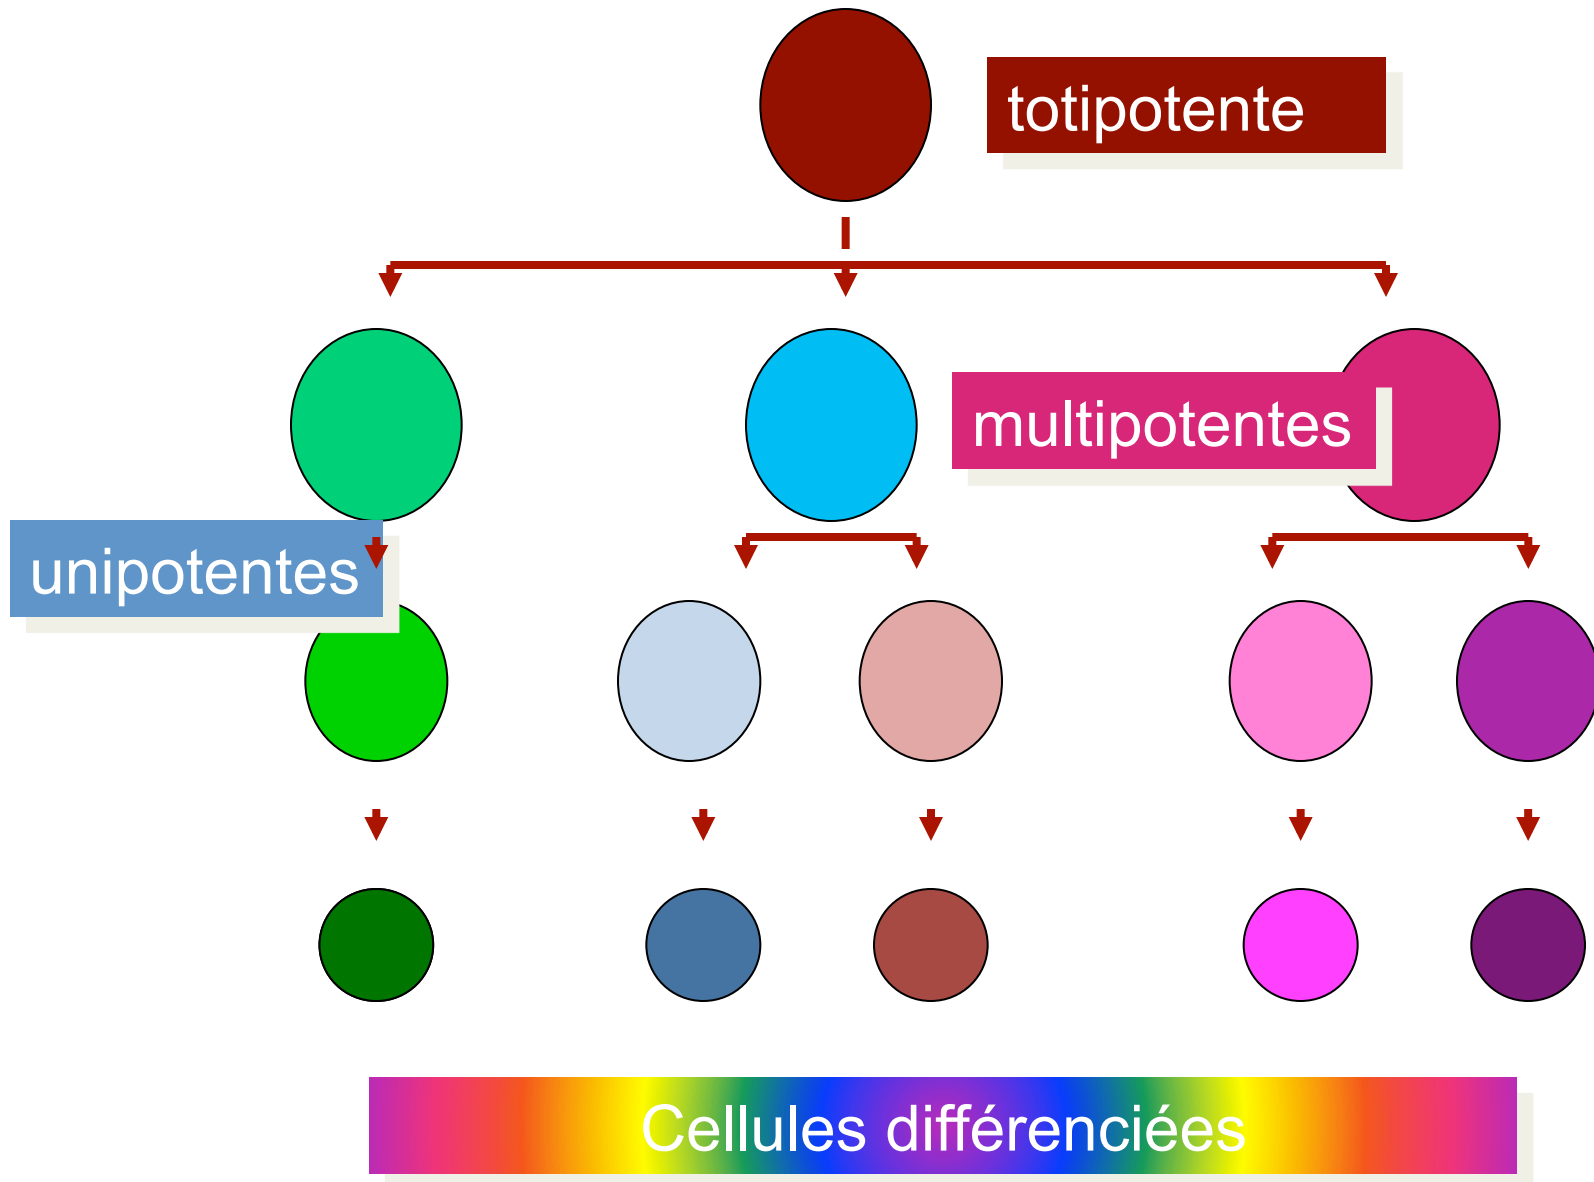 totipotente
multipotentes
unipotentes
Cellules différenciées